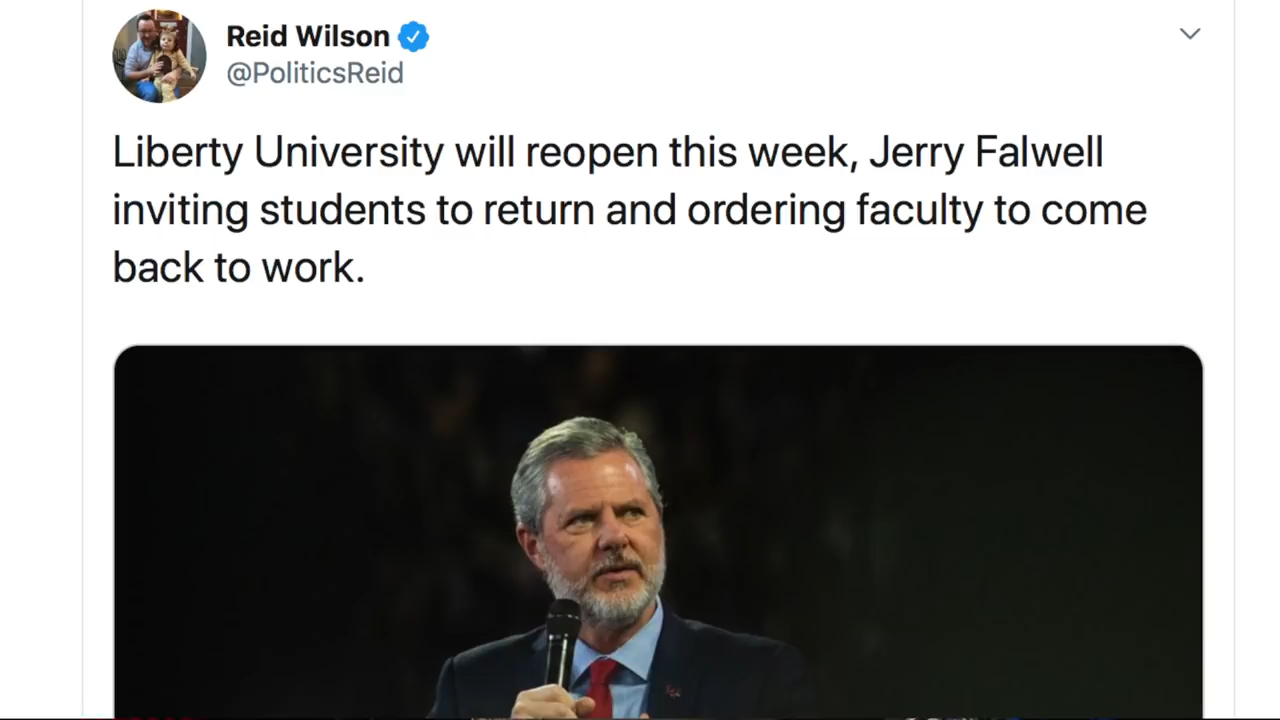 Reid Wilson
@PoliticsReid
Liberty University will reopen this week, Jerry Falwell
inviting students to return and ordering faculty to come
back to work.